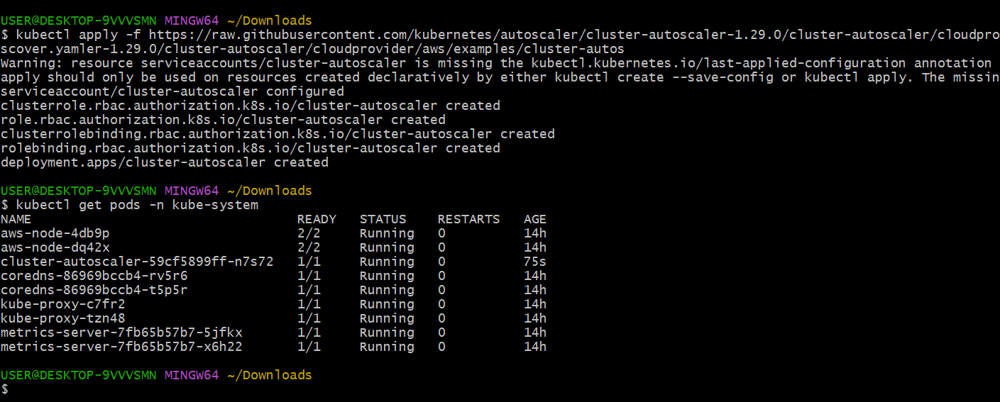 USER@DESKTOP-9VVVSMN MINGW64 ~/Downloads
$ kubectl apply -f https://raw.githubusercontent.com/kubernetes/autoscaler/cluster-autoscaler-1.29.0/cluster-autoscaler/cloudpro
scover.yamler-1.29.0/cluster-autoscaler/cloudprovider/aws/examples/cluster-autos
Warning: resource serviceaccounts/cluster-autoscaler is missing the kubectl.kubernetes.io/last-applied-configuration annotation
apply should only be used on resources created declaratively by either kubectl create --save-config or kubectl apply. The missin
serviceaccount/cluster-autoscaler configured
clusterrole.rbac.authorization.k8s.io/cluster-autoscaler created
role.rbac.authorization.k8s.io/cluster-autoscaler created
clusterrolebinding.rbac.authorization.k8s.io/cluster-autoscaler created
rolebinding.rbac.authorization.k8s.io/cluster-autoscaler created
deployment.apps/cluster-autoscaler created
USER@DESKTOP-9VVVSMN MINGW64 ~/Downloads
$ kubectl get pods -n kube-system
NAME READY STATUS RESTARTS AGE
aws-node-4db9p 2/2 Running 0 14h
aws-node-dq42x 2/2 Running 0 14h
cluster-autoscaler-59cf5899ff-n7s72 1/1 Running 0 75s
coredns-86969bccb4-rv5r6 1/1 Running 0 14h
coredns-86969bccb4-t5p5r 1/1 Running 0 14h
kube-proxy-c7fr2 1/1 Running 0 14h
kube-proxy-tzn48 1/1 Running 0 14h
metrics-server-7fb65b57b7-5jfkx 1/1 Running 0 14h
metrics-server-7fb65b57b7-x6h22 1/1 Running 0 14h
USER@DESKTOP-9VVVSMN MINGW64 ~/Downloads
$